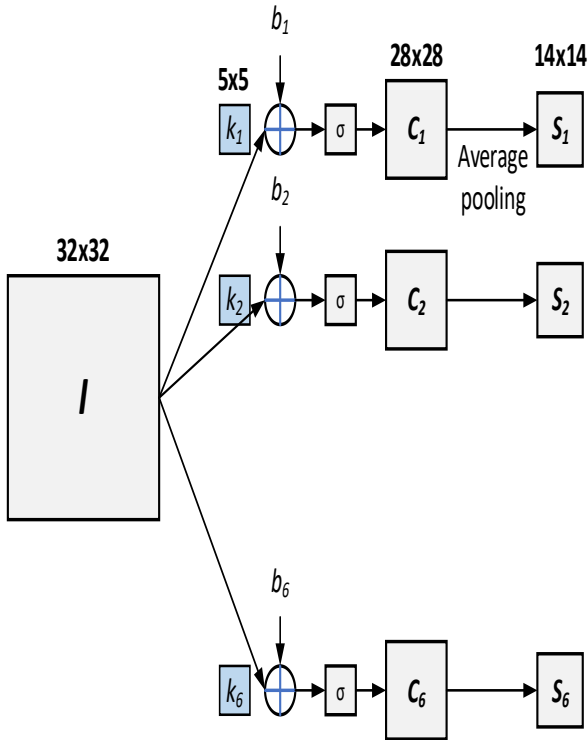 b1
5x5
28x28
14x14
k1
σ
C1
S1
Average
pooling
b2
32x32
k2
σ
C2
S2
I
b6
k6
σ
C6
S6